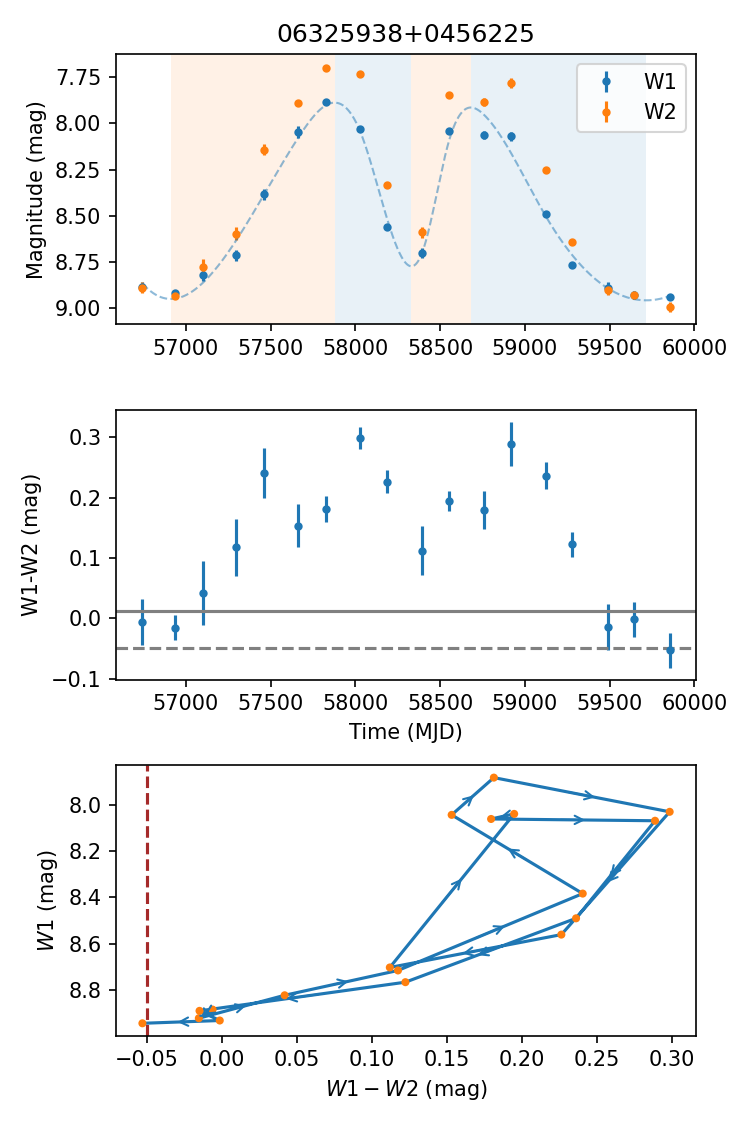 06325938+0456225
W1
W2
Magnitude (mag)
7.75
8.00
8.25
8.50
8.75
9.00
57000 57500 58000 58500 59000 59500 60000
W1-W2 (mag)
0.3
0.2
0.1
0.0
−0.1
57000 57500 58000 58500 59000 59500 60000
Time (MJD)
W1 (mag)
8.0
8.2
8.4
8.6
8.8
−0.05 0.00 0.05 0.10 0.15 0.20 0.25 0.30
W1 − W2 (mag)